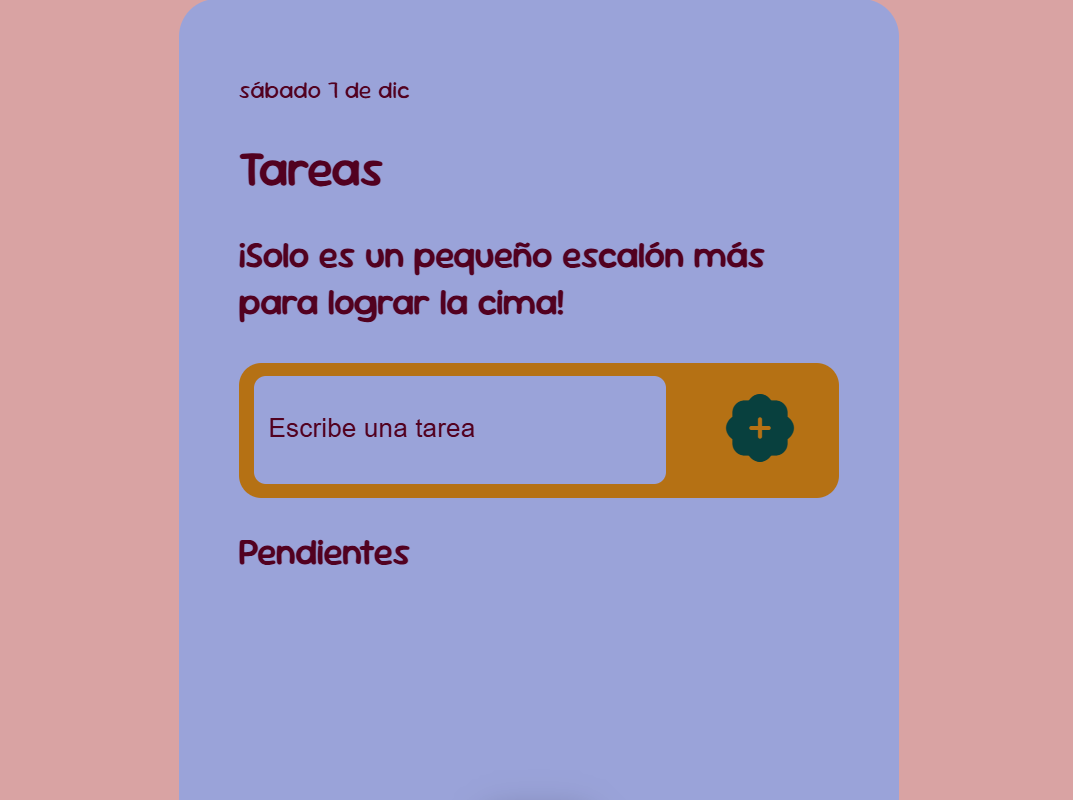 sábado 7 de dic
Tareas
¡Solo es un pequeño escalón más
para lograr la cima!
Escribe una tarea
Pendientes